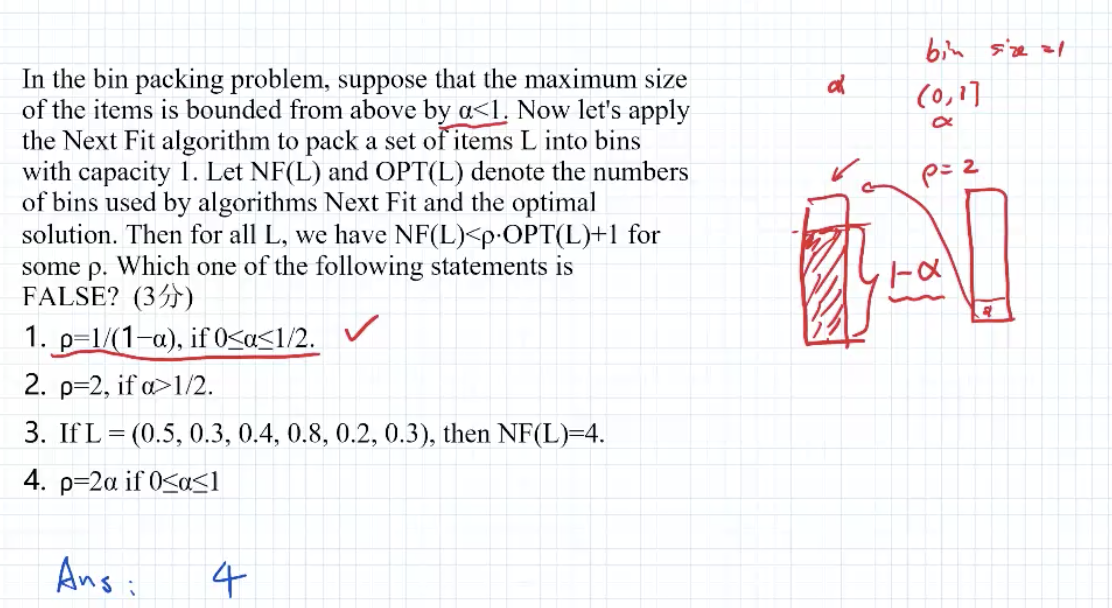 In the bin packing problem, suppose that the maximum size
of the items is bounded from above by α<1. Now let's apply
the Next Fit algorithm to pack a set of items L into bins
with capacity 1. Let NF(L) and OPT(L) denote the numbers
of bins used by algorithms Next Fit and the optimal
solution. Then for all L, we have NF(L)<ρ·OPT(L)+1 for
some ρ. Which one of the following statements is
FALSE? (3分)
1. ρ=1/(1−α), if 0≤α≤1/2.
2. ρ=2, if α>1/2.
3. If L = (0.5, 0.3, 0.4, 0.8, 0.2, 0.3), then NF(L)=4.
4. ρ=2α if 0≤α≤1
Ans: 4
bin size =1
α
(0,1]
α
ρ=2
1-α